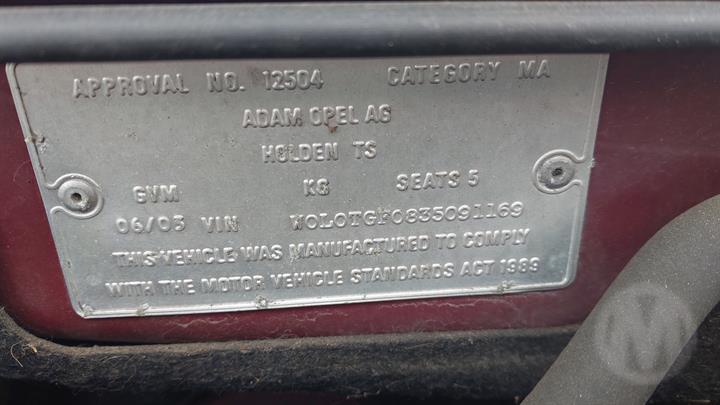 APPROVAL NO. 12504 CATEGORY MA
ADAM OPEL AG
HOLDEN TS
GVM KG SEATS 5
06/03 VIN W0L0TGF0835091169
THIS VEHICLE WAS MANUFACTURED TO COMPLY
WITH THE MOTOR VEHICLE STANDARDS ACT 1989
M